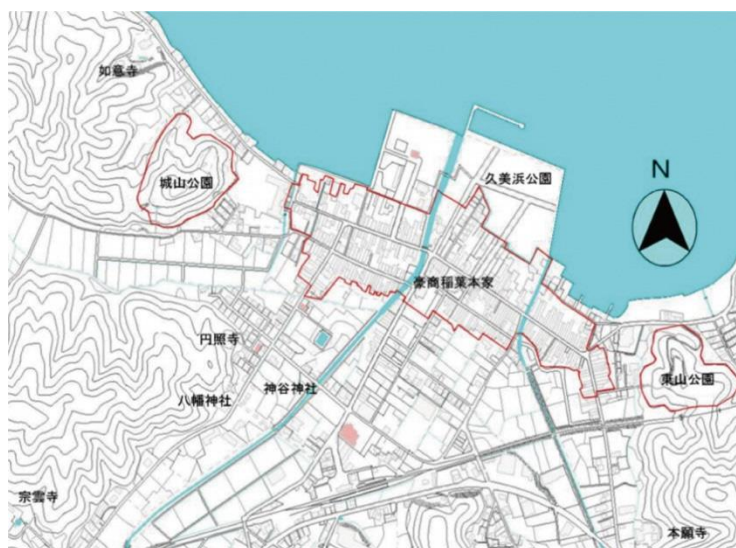 如意寺
城山公園
久美浜公園
N
豪商稲葉本家
円照寺
八幡神社
神谷神社
東山公園
宗雲寺
本願寺